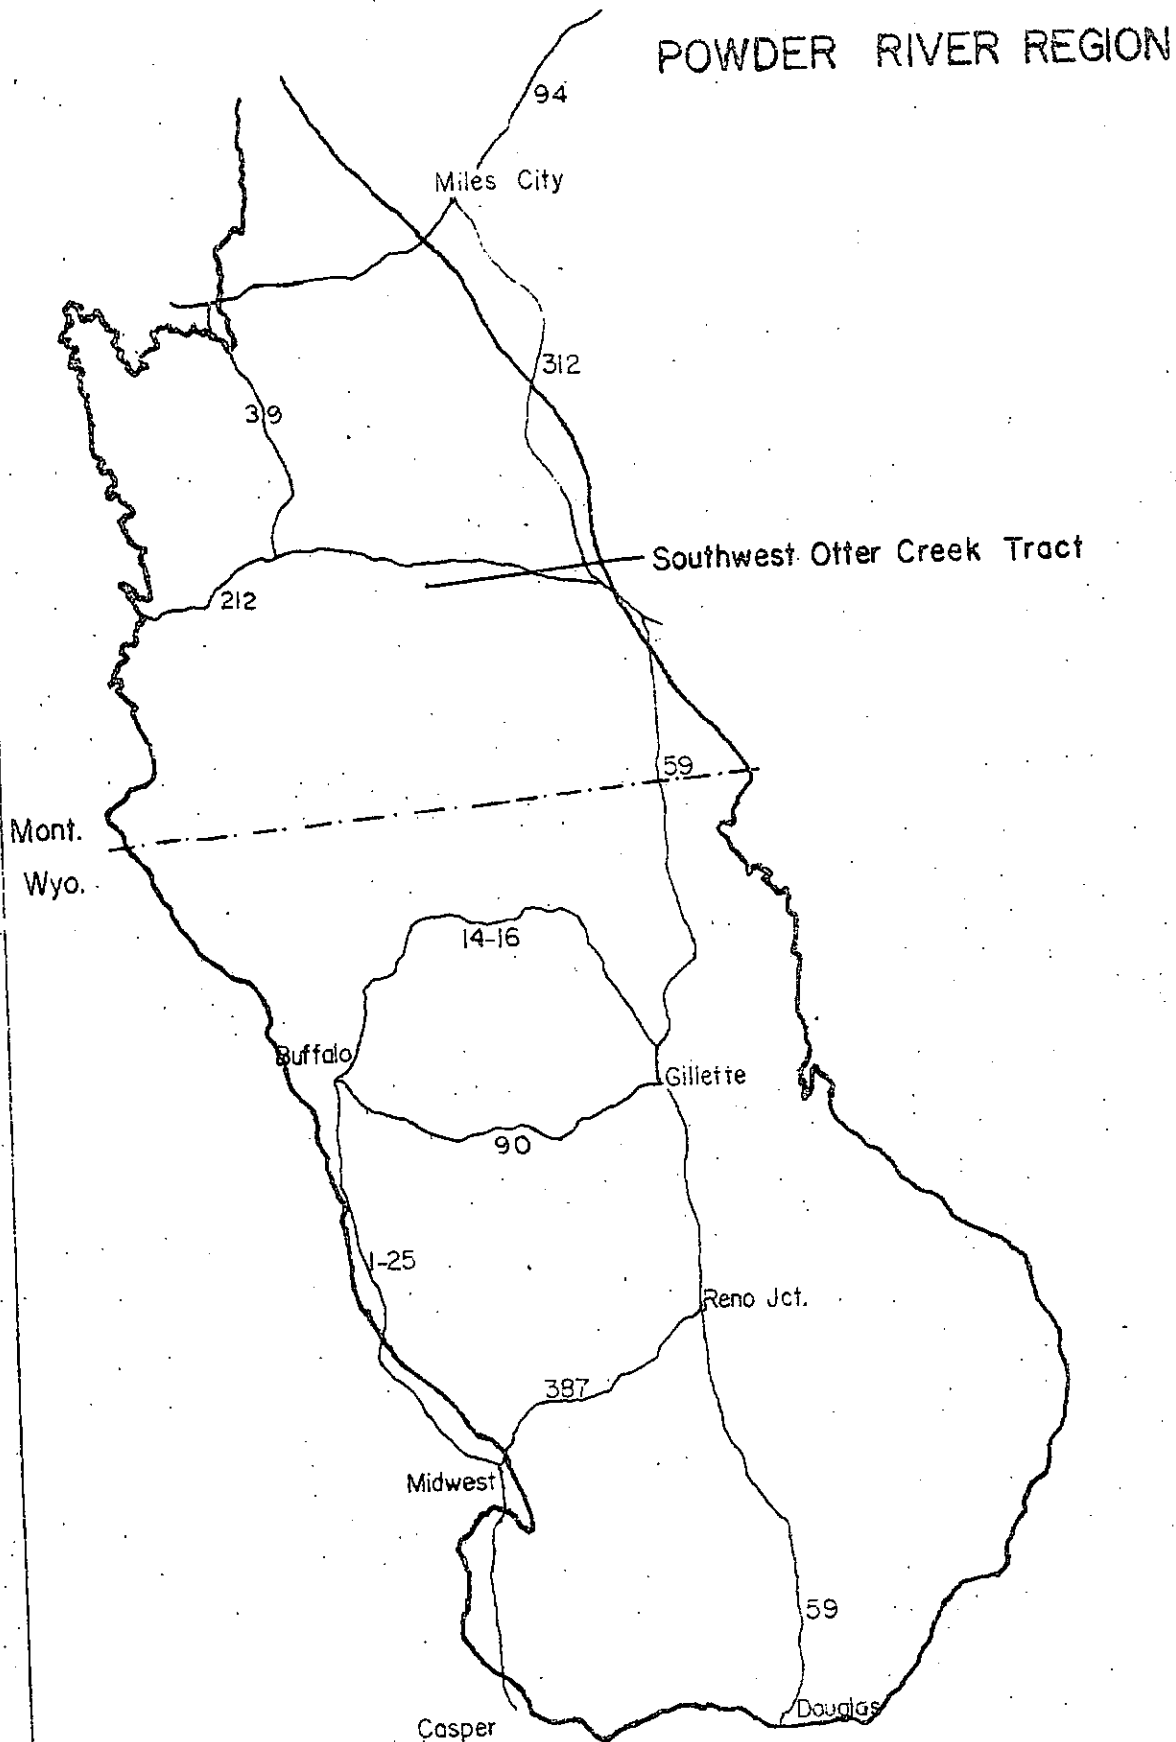 POWDER RIVER REGION
94
Miles City
312
39
Southwest Otter Creek Tract
212
59
Mont.
Wyo.
14-16
Buffalo
Gillette
90
I-25
Reno Jct.
387
Midwest
59
Douglas
Casper